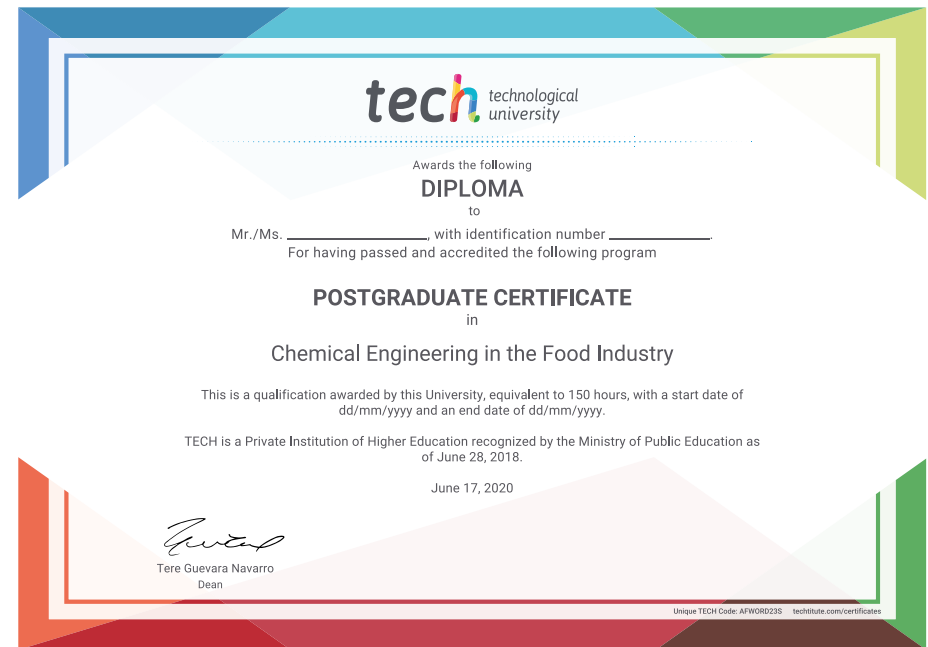 tech technological
university
Awards the following
DIPLOMA
to
Mr./Ms. ____________________, with identification number ______________.
For having passed and accredited the following program
POSTGRADUATE CERTIFICATE
in
Chemical Engineering in the Food Industry
This is a qualification awarded by this University, equivalent to 150 hours, with a start date of
dd/mm/yyyy and an end date of dd/mm/yyyy.
TECH is a Private Institution of Higher Education recognized by the Ministry of Public Education as
of June 28, 2018.
June 17, 2020
Tere Guevara Navarro
Dean
Unique TECH Code: AFWORD23S techtitute.com/certificates